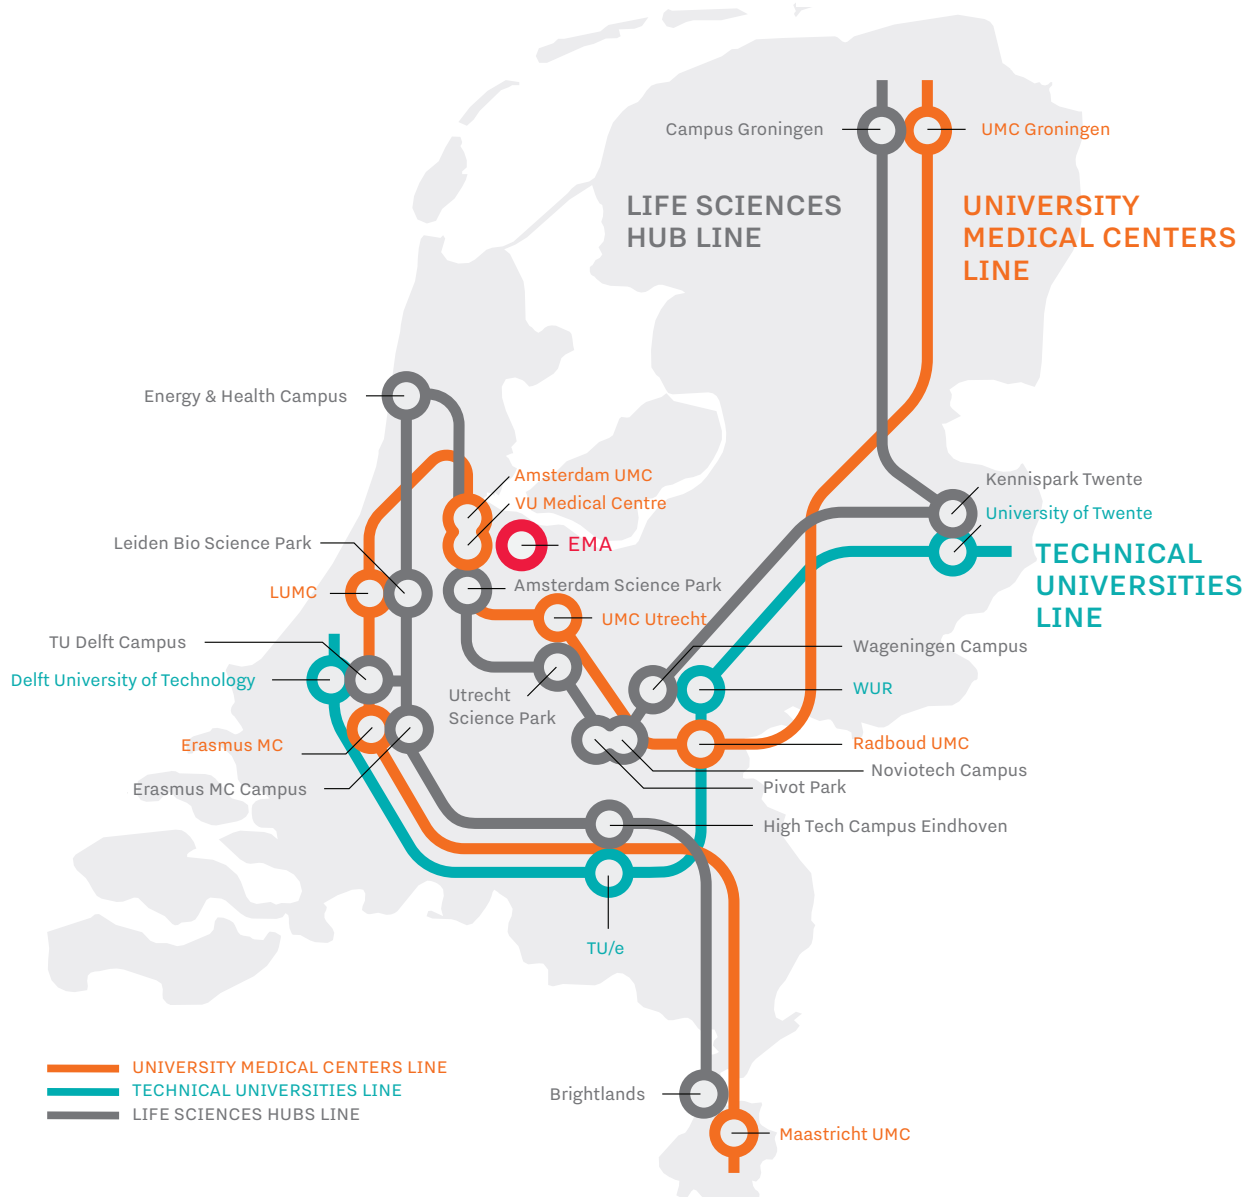 Campus Groningen
UMC Groningen
LIFE SCIENCES
HUB LINE
UNIVERSITY
MEDICAL CENTERS
LINE
Energy & Health Campus
Amsterdam UMC
VU Medical Centre
Kennispark Twente
University of Twente
Leiden Bio Science Park
EMA
TECHNICAL
UNIVERSITIES
LINE
LUMC
Amsterdam Science Park
UMC Utrecht
TU Delft Campus
Wageningen Campus
Delft University of Technology
WUR
Utrecht
Science Park
Erasmus MC
Radboud UMC
Noviotech Campus
Erasmus MC Campus
Pivot Park
High Tech Campus Eindhoven
TU/e
UNIVERSITY MEDICAL CENTERS LINE
TECHNICAL UNIVERSITIES LINE
LIFE SCIENCES HUBS LINE
Brightlands
Maastricht UMC